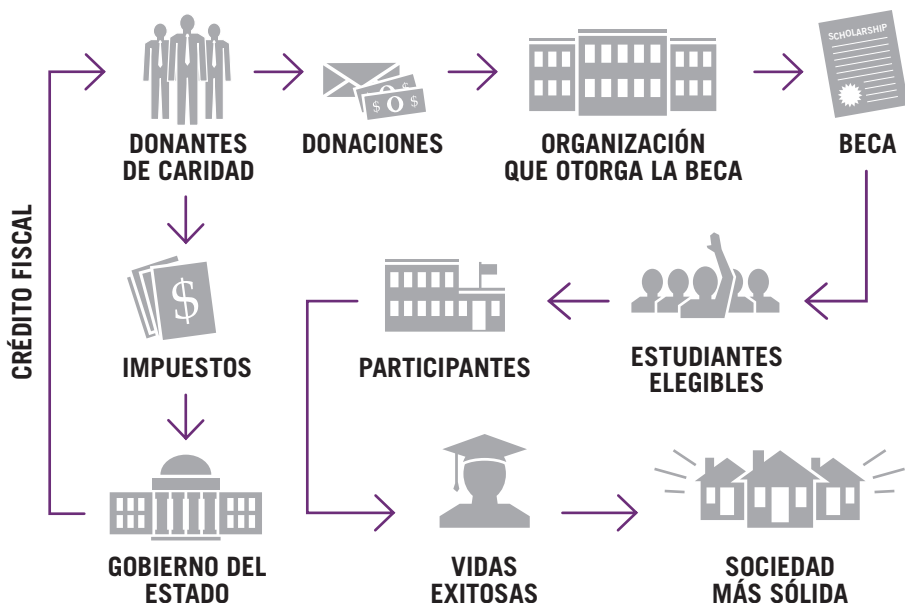 SCHOLARSHIP
DONANTES
DE CARIDAD
DONACIONES
ORGANIZACIÓN
QUE OTORGA LA BECA
BECA
CRÉDITO FISCAL
$
$ O $
IMPUESTOS
PARTICIPANTES
ESTUDIANTES
ELEGIBLES
GOBIERNO DEL
ESTADO
VIDAS
EXITOSAS
SOCIEDAD
MÁS SÓLIDA